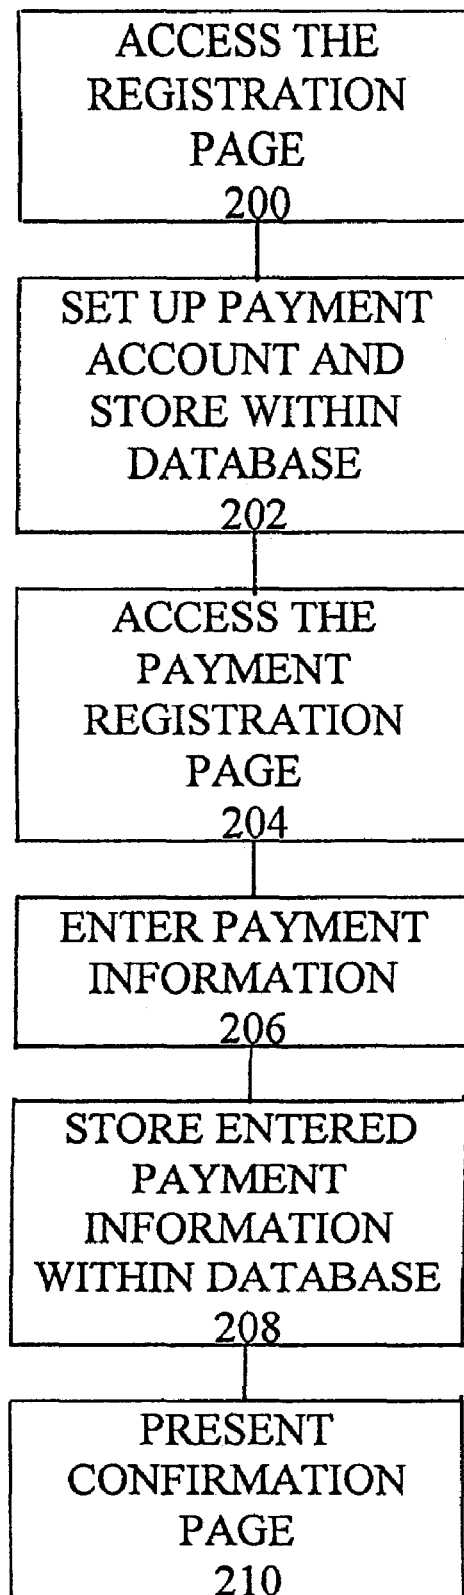 ACCESS THE
REGISTRATION
PAGE
200
SET UP PAYMENT
ACCOUNT AND
STORE WITHIN
DATABASE
202
ACCESS THE
PAYMENT
REGISTRATION
PAGE
204
ENTER PAYMENT
INFORMATION
206
STORE ENTERED
PAYMENT
INFORMATION
WITHIN DATABASE
208
PRESENT
CONFIRMATION
PAGE
210